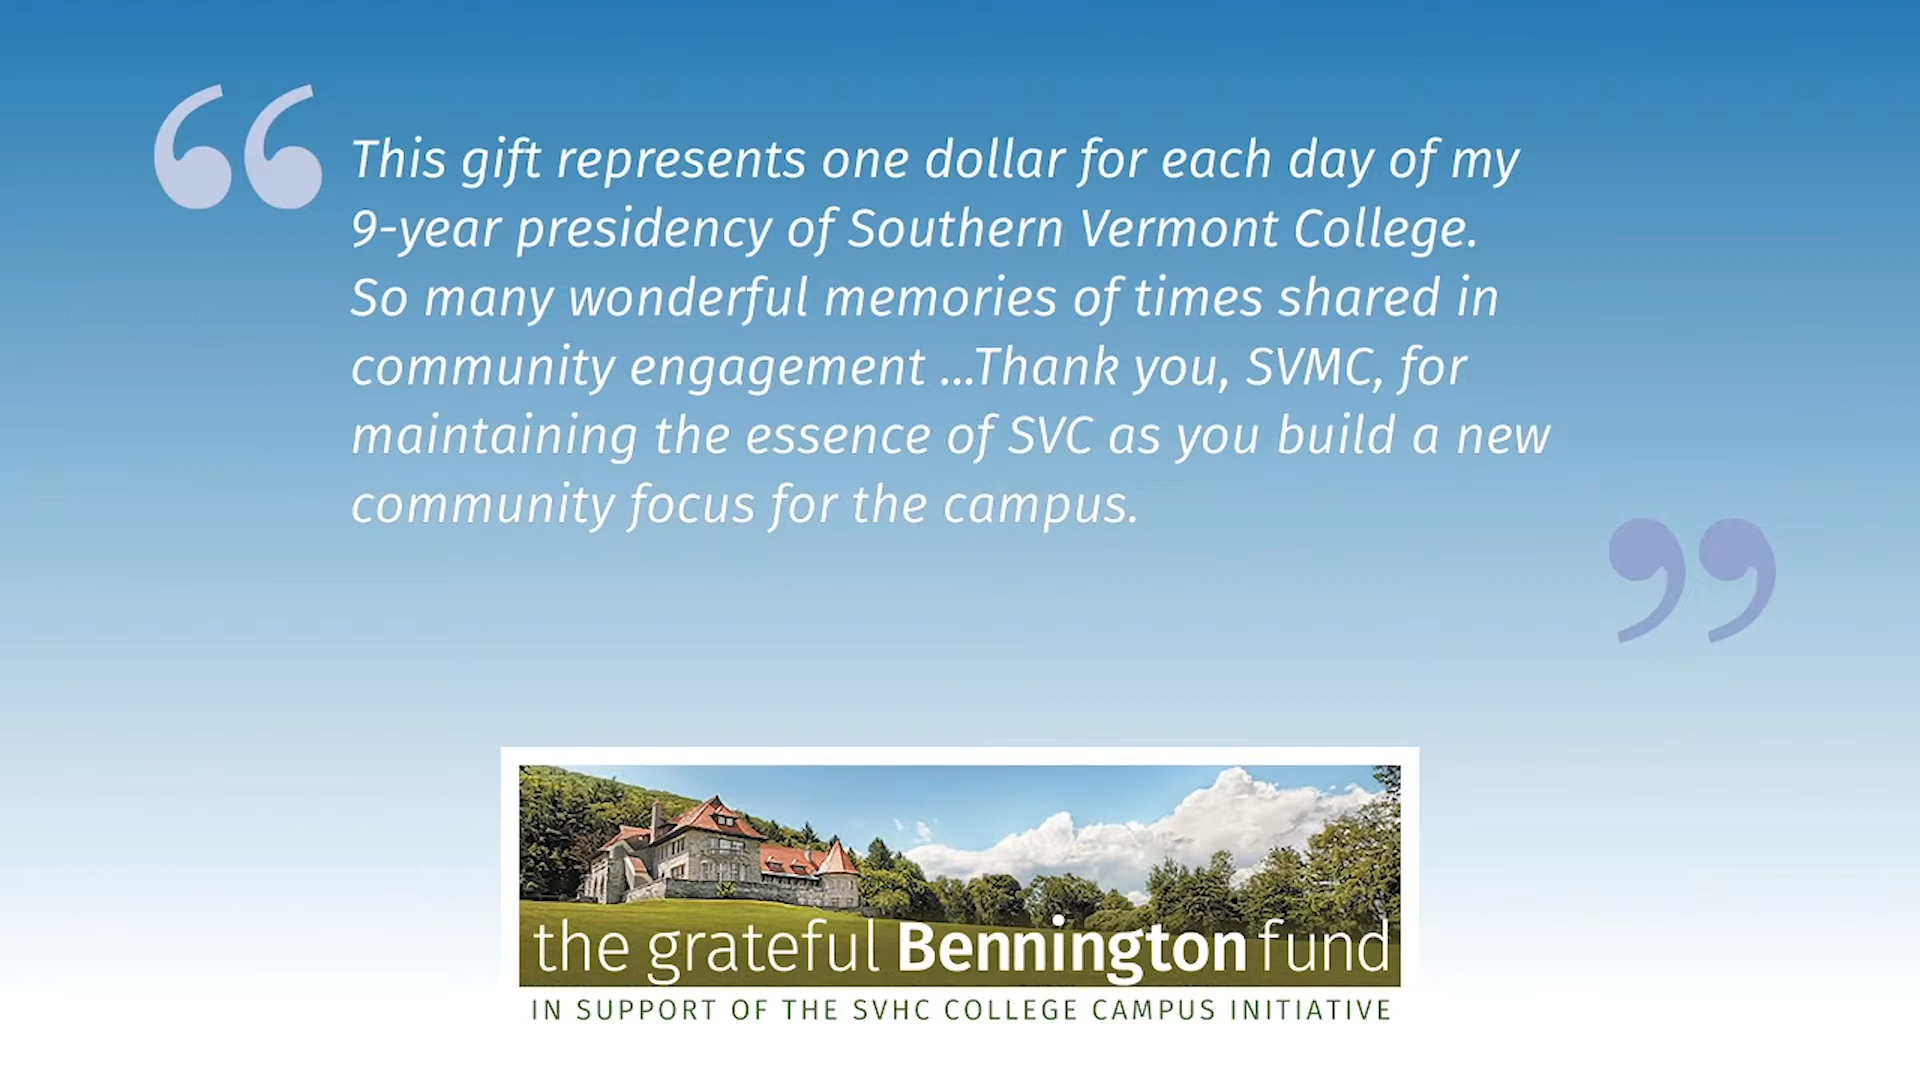 “
This gift represents one dollar for each day of my
9-year presidency of Southern Vermont College.
So many wonderful memories of times shared in
community engagement ...Thank you, SVMC, for
maintaining the essence of SVC as you build a new
community focus for the campus.
”
the grateful Bennington fund
IN SUPPORT OF THE SVHC COLLEGE CAMPUS INITIATIVE